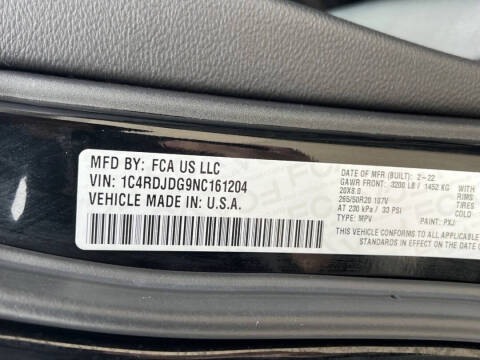 MFD BY: FCA US LLC
VIN: 1C4RDJDG9NC161204
VEHICLE MADE IN: U.S.A.
DATE OF MFR (BUILT): 2-22
GAWR FRONT: 3200 LB / 1452 KG WITH
20X8.0 RIMS
265/50R20 107V TIRES
AT 230 kPa / 33 PSI COLD
TYPE: MPV PAINT: PXJ
THIS VEHICLE CONFORMS TO ALL
STANDARDS IN EFFECT ON THE DATE